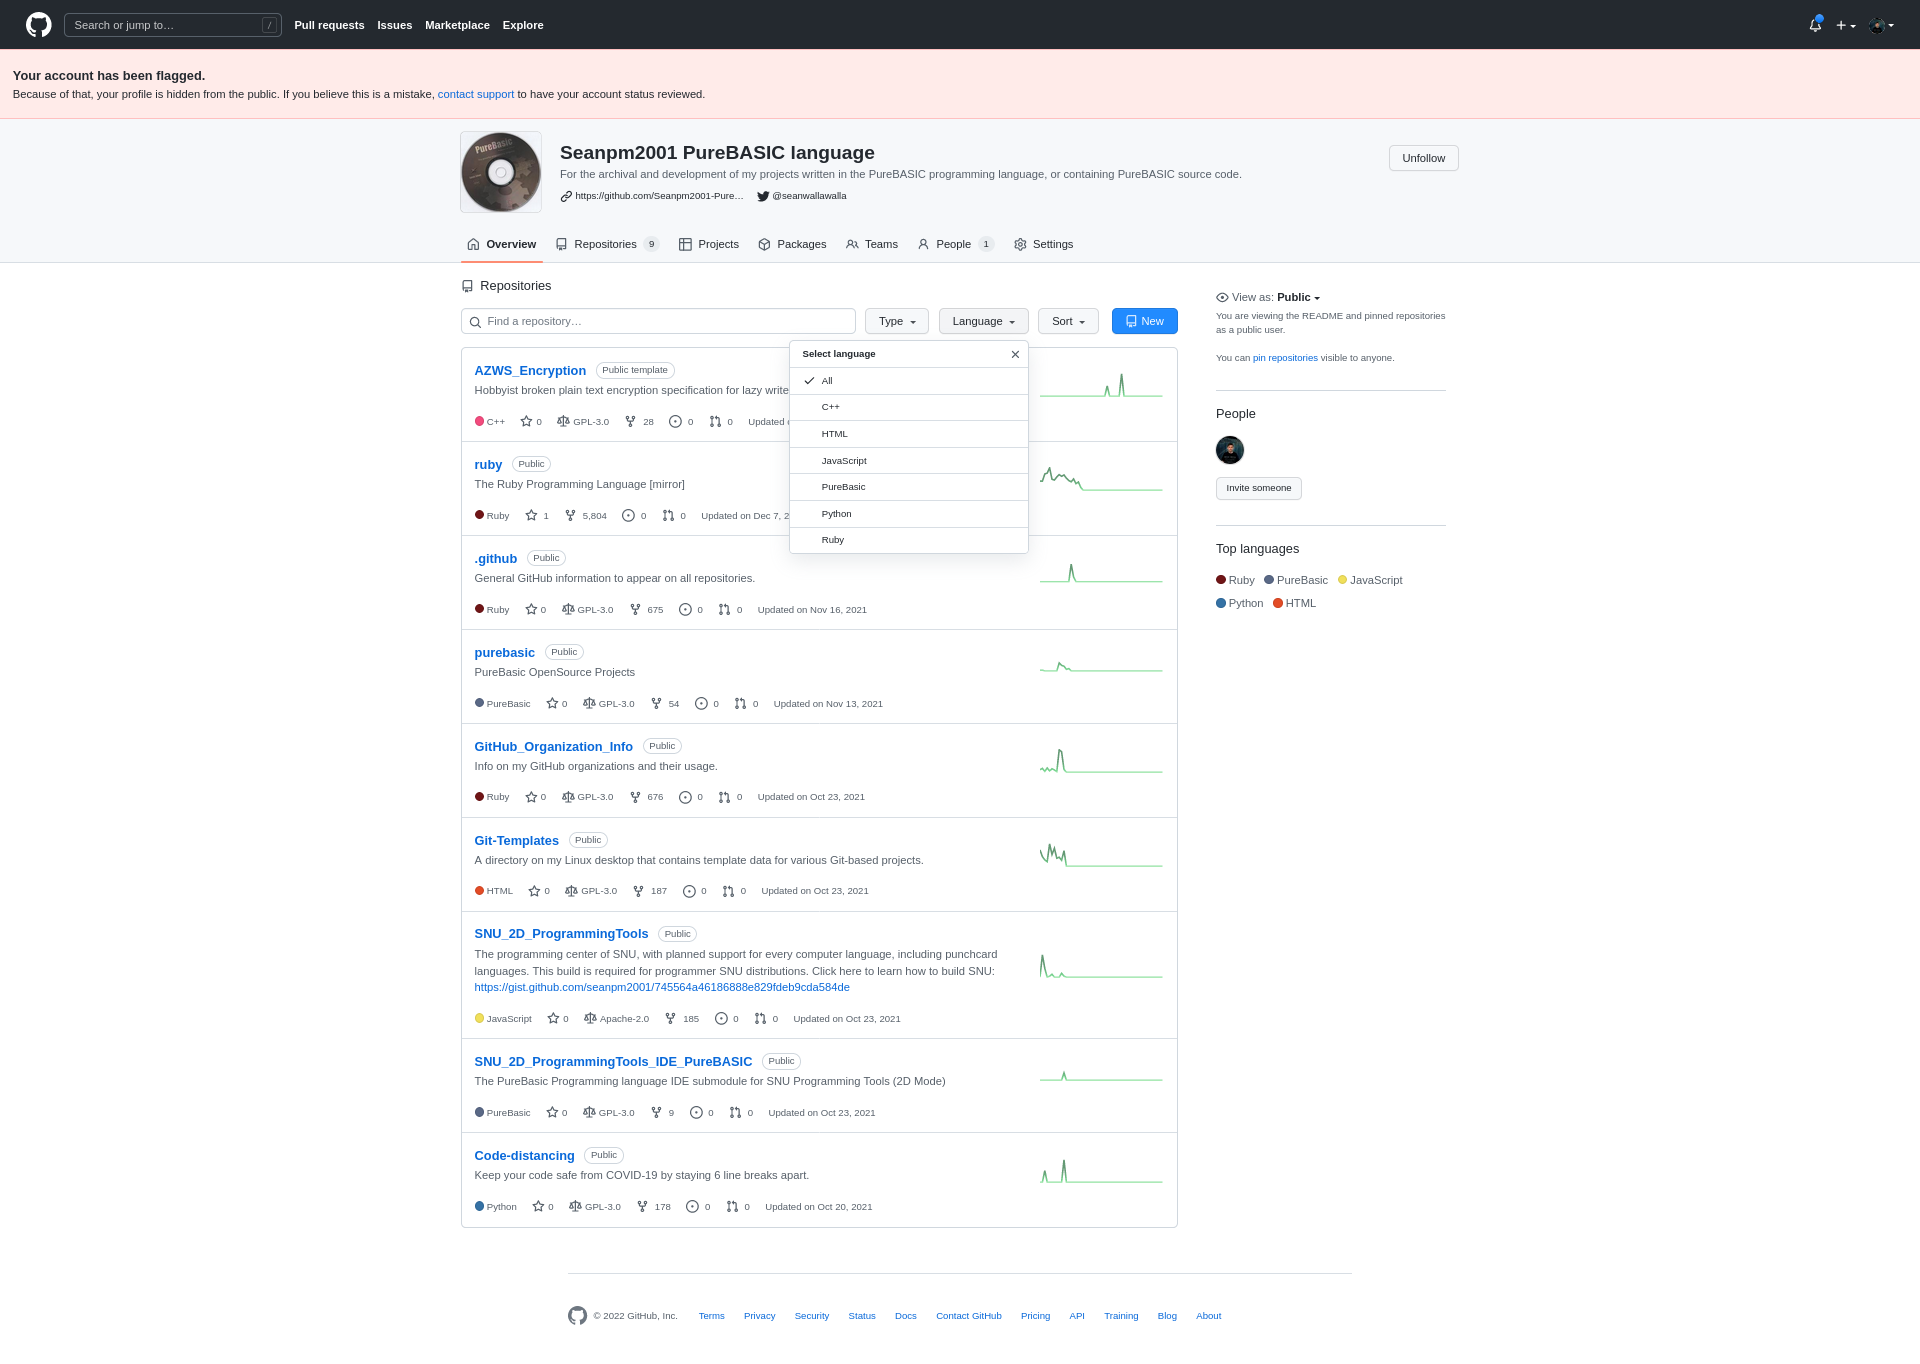 Search or jump to…
/
Pull requests
Issues
Marketplace
Explore
Your account has been flagged.
Because of that, your profile is hidden from the public. If you believe this is a mistake, contact support to have your account status reviewed.
PureBasic
Seanpm2001 PureBASIC language
For the archival and development of my projects written in the PureBASIC programming language, or containing PureBASIC source code.
https://github.com/Seanpm2001-Pure…
@seanwallawalla
Unfollow
Overview
Repositories 9
Projects
Packages
Teams
People 1
Settings
Repositories
Find a repository…
Type
Language
Sort
New
Select language
All
C++
HTML
JavaScript
PureBasic
Python
Ruby
AZWS_Encryption Public template
Hobbyist broken plain text encryption specification for lazy write
C++ 0 GPL-3.0 28 0 0 Updated
ruby Public
The Ruby Programming Language [mirror]
Ruby 1 5,804 0 0 Updated on Dec 7, 2
.github Public
General GitHub information to appear on all repositories.
Ruby 0 GPL-3.0 675 0 0 Updated on Nov 16, 2021
purebasic Public
PureBasic OpenSource Projects
PureBasic 0 GPL-3.0 54 0 0 Updated on Nov 13, 2021
GitHub_Organization_Info Public
Info on my GitHub organizations and their usage.
Ruby 0 GPL-3.0 676 0 0 Updated on Oct 23, 2021
Git-Templates Public
A directory on my Linux desktop that contains template data for various Git-based projects.
HTML 0 GPL-3.0 187 0 0 Updated on Oct 23, 2021
SNU_2D_ProgrammingTools Public
The programming center of SNU, with planned support for every computer language, including punchcard
languages. This build is required for programmer SNU distributions. Click here to learn how to build SNU:
https://gist.github.com/seanpm2001/745564a46186888e829fdeb9cda584de
JavaScript 0 Apache-2.0 185 0 0 Updated on Oct 23, 2021
SNU_2D_ProgrammingTools_IDE_PureBASIC Public
The PureBasic Programming language IDE submodule for SNU Programming Tools (2D Mode)
PureBasic 0 GPL-3.0 9 0 0 Updated on Oct 23, 2021
Code-distancing Public
Keep your code safe from COVID-19 by staying 6 line breaks apart.
Python 0 GPL-3.0 178 0 0 Updated on Oct 20, 2021
View as: Public
You are viewing the README and pinned repositories
as a public user.
You can pin repositories visible to anyone.
People
Invite someone
Top languages
Ruby PureBasic JavaScript
Python HTML
© 2022 GitHub, Inc.
Terms
Privacy
Security
Status
Docs
Contact GitHub
Pricing
API
Training
Blog
About